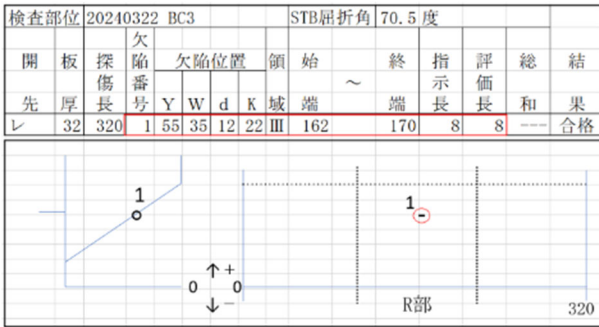 検査部位 20240322 BC3 STB屈折角 70.5 度
開先 板厚 探傷長 欠陥番号 欠陥位置 Y W d K 領域 始端 ～ 終端 指示長 評価長 総和 結果
レ 32 320 1 55 35 12 22 Ⅲ 162 170 8 8 --- 合格
1 1
+
0 0
−
R部 320